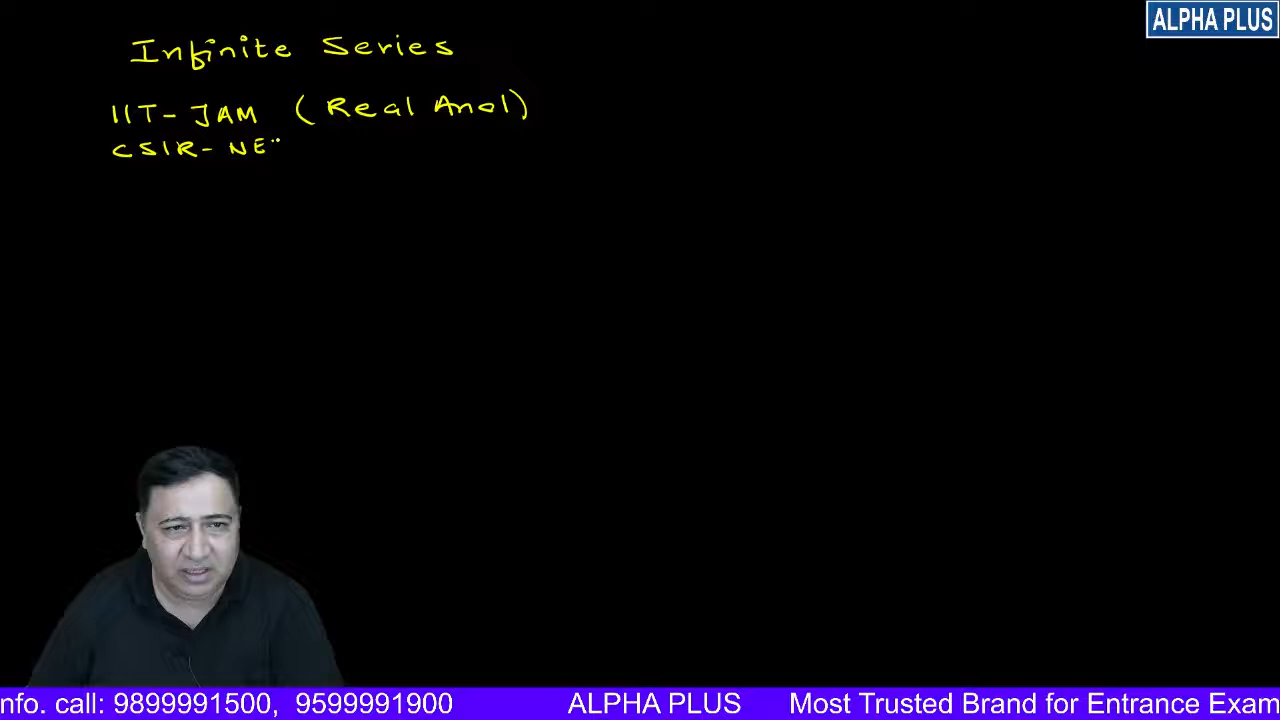 ALPHA PLUS
Infinite Series
IIT-JAM (Real Anal)
CSIR-NE
nfo. call: 9899991500, 9599991900 ALPHA PLUS Most Trusted Brand for Entrance Exam